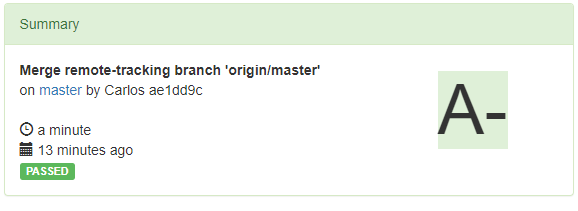 Summary
Merge remote-tracking branch 'origin/master'
on master by Carlos ae1dd9c
A-
a minute
13 minutes ago
PASSED